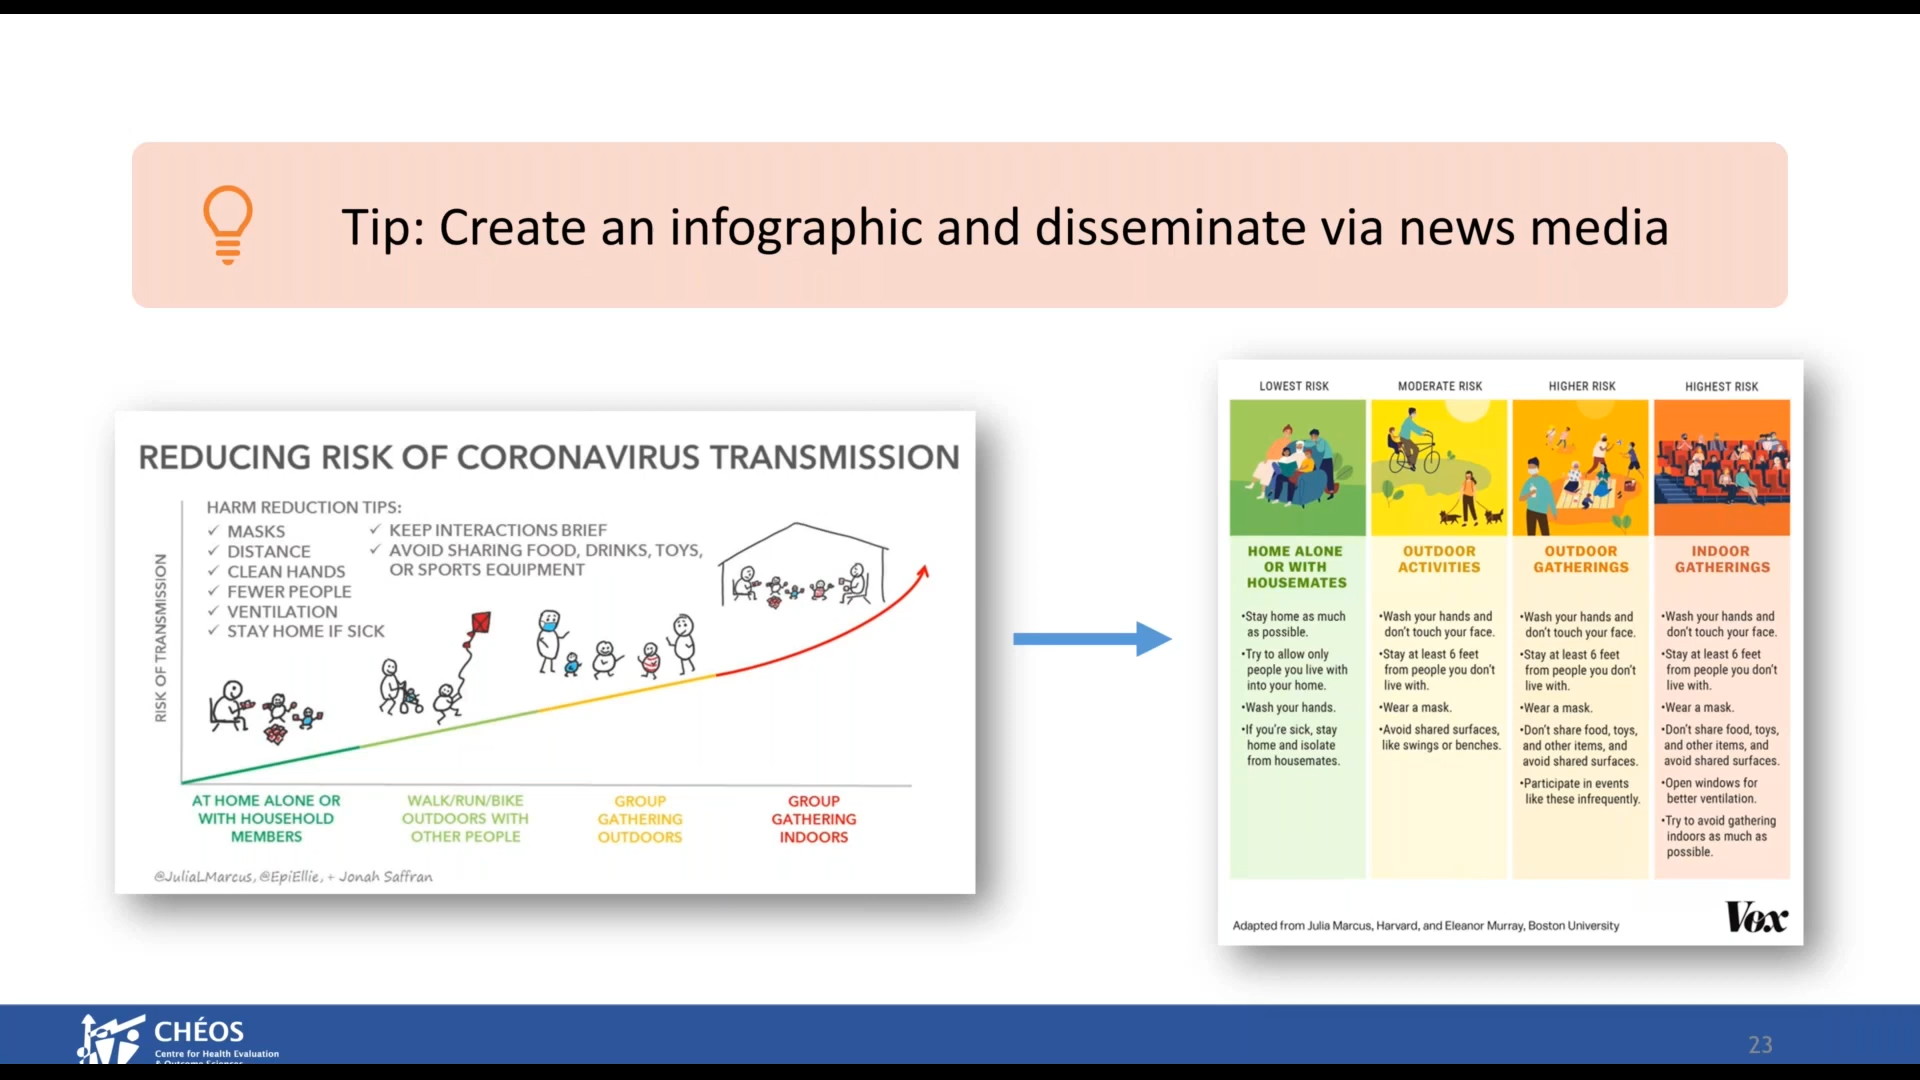 Tip: Create an infographic and disseminate via news media
REDUCING RISK OF CORONAVIRUS TRANSMISSION
RISK OF TRANSMISSION
HARM REDUCTION TIPS:
✓ MASKS
✓ DISTANCE
✓ CLEAN HANDS
✓ FEWER PEOPLE
✓ VENTILATION
✓ STAY HOME IF SICK
✓ KEEP INTERACTIONS BRIEF
✓ AVOID SHARING FOOD, DRINKS, TOYS,
OR SPORTS EQUIPMENT
AT HOME ALONE OR
WITH HOUSEHOLD
MEMBERS
WALK/RUN/BIKE
OUTDOORS WITH
OTHER PEOPLE
GROUP
GATHERING
OUTDOORS
GROUP
GATHERING
INDOORS
@JuliaLMarcus, @EpiEllie, + Jonah Saffran
LOWEST RISK
HOME ALONE
OR WITH
HOUSEMATES
•Stay home as much
as possible.
•Try to allow only
people you live with
into your home.
•Wash your hands.
•If you're sick, stay
home and isolate
from housemates.
MODERATE RISK
OUTDOOR
ACTIVITIES
•Wash your hands and
don't touch your face.
•Stay at least 6 feet
from people you don't
live with.
•Wear a mask.
•Avoid shared surfaces,
like swings or benches.
HIGHER RISK
OUTDOOR
GATHERINGS
•Wash your hands and
don't touch your face.
•Stay at least 6 feet
from people you don't
live with.
•Wear a mask.
•Don't share food, toys,
and other items, and
avoid shared surfaces.
•Participate in events
like these infrequently.
HIGHEST RISK
INDOOR
GATHERINGS
•Wash your hands and
don't touch your face.
•Stay at least 6 feet
from people you don't
live with.
•Wear a mask.
•Don't share food, toys,
and other items, and
avoid shared surfaces.
•Open windows for
better ventilation.
•Try to avoid gathering
indoors as much as
possible.
Adapted from Julia Marcus, Harvard, and Eleanor Murray, Boston University
Vox
CHÉOS
Centre for Health Evaluation
& Outcome Sciences
23